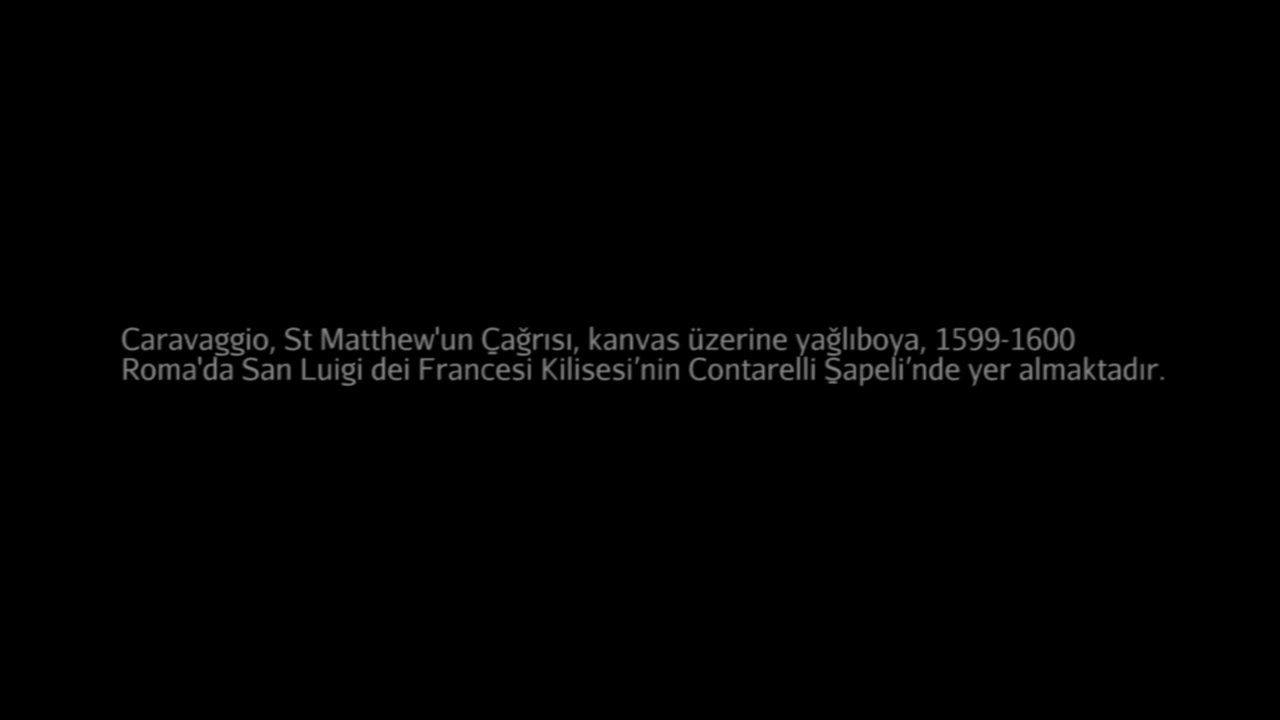 Caravaggio, St Matthew'un Çağrısı, kanvas üzerine yağlıboya, 1599-1600
Roma'da San Luigi dei Francesi Kilisesi’nin Contarelli Şapeli’nde yer almaktadır.